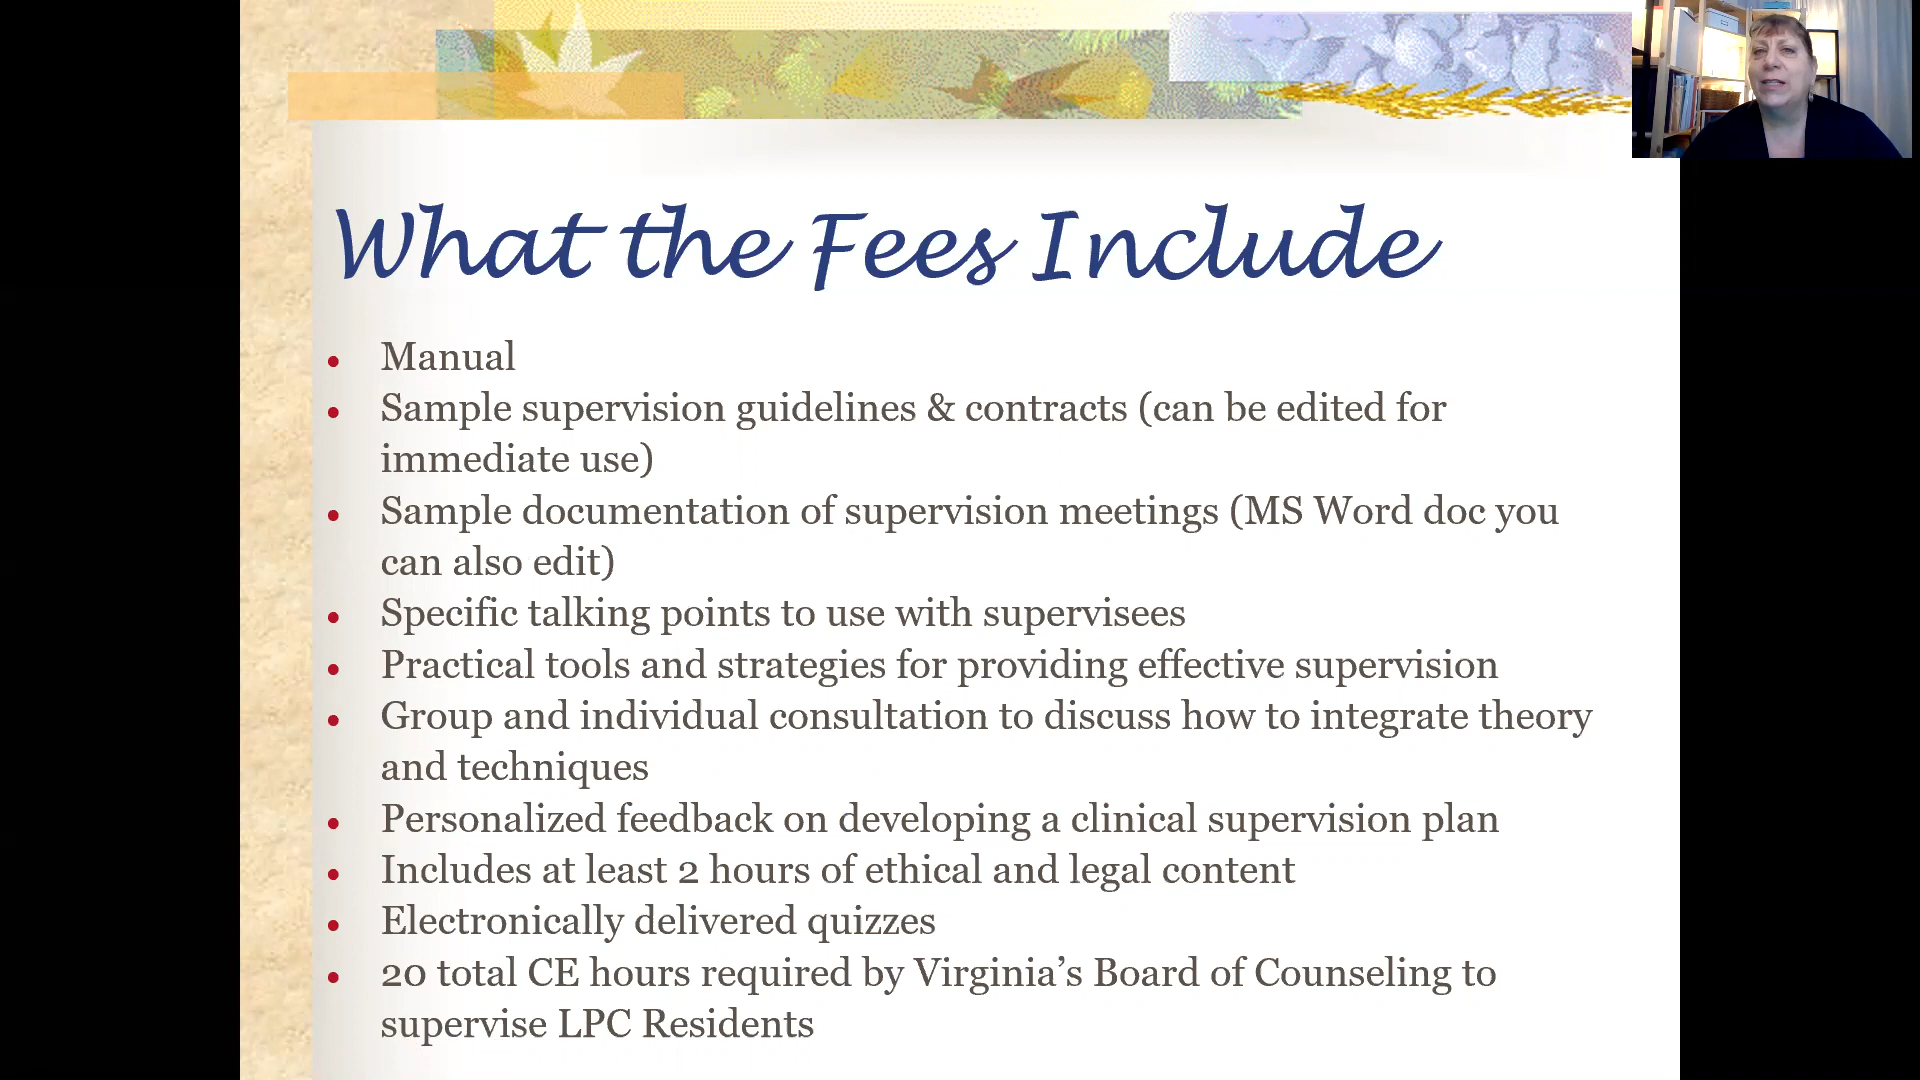 What the Fees Include
Manual
Sample supervision guidelines & contracts (can be edited for
immediate use)
Sample documentation of supervision meetings (MS Word doc you
can also edit)
Specific talking points to use with supervisees
Practical tools and strategies for providing effective supervision
Group and individual consultation to discuss how to integrate theory
and techniques
Personalized feedback on developing a clinical supervision plan
Includes at least 2 hours of ethical and legal content
Electronically delivered quizzes
20 total CE hours required by Virginia’s Board of Counseling to
supervise LPC Residents